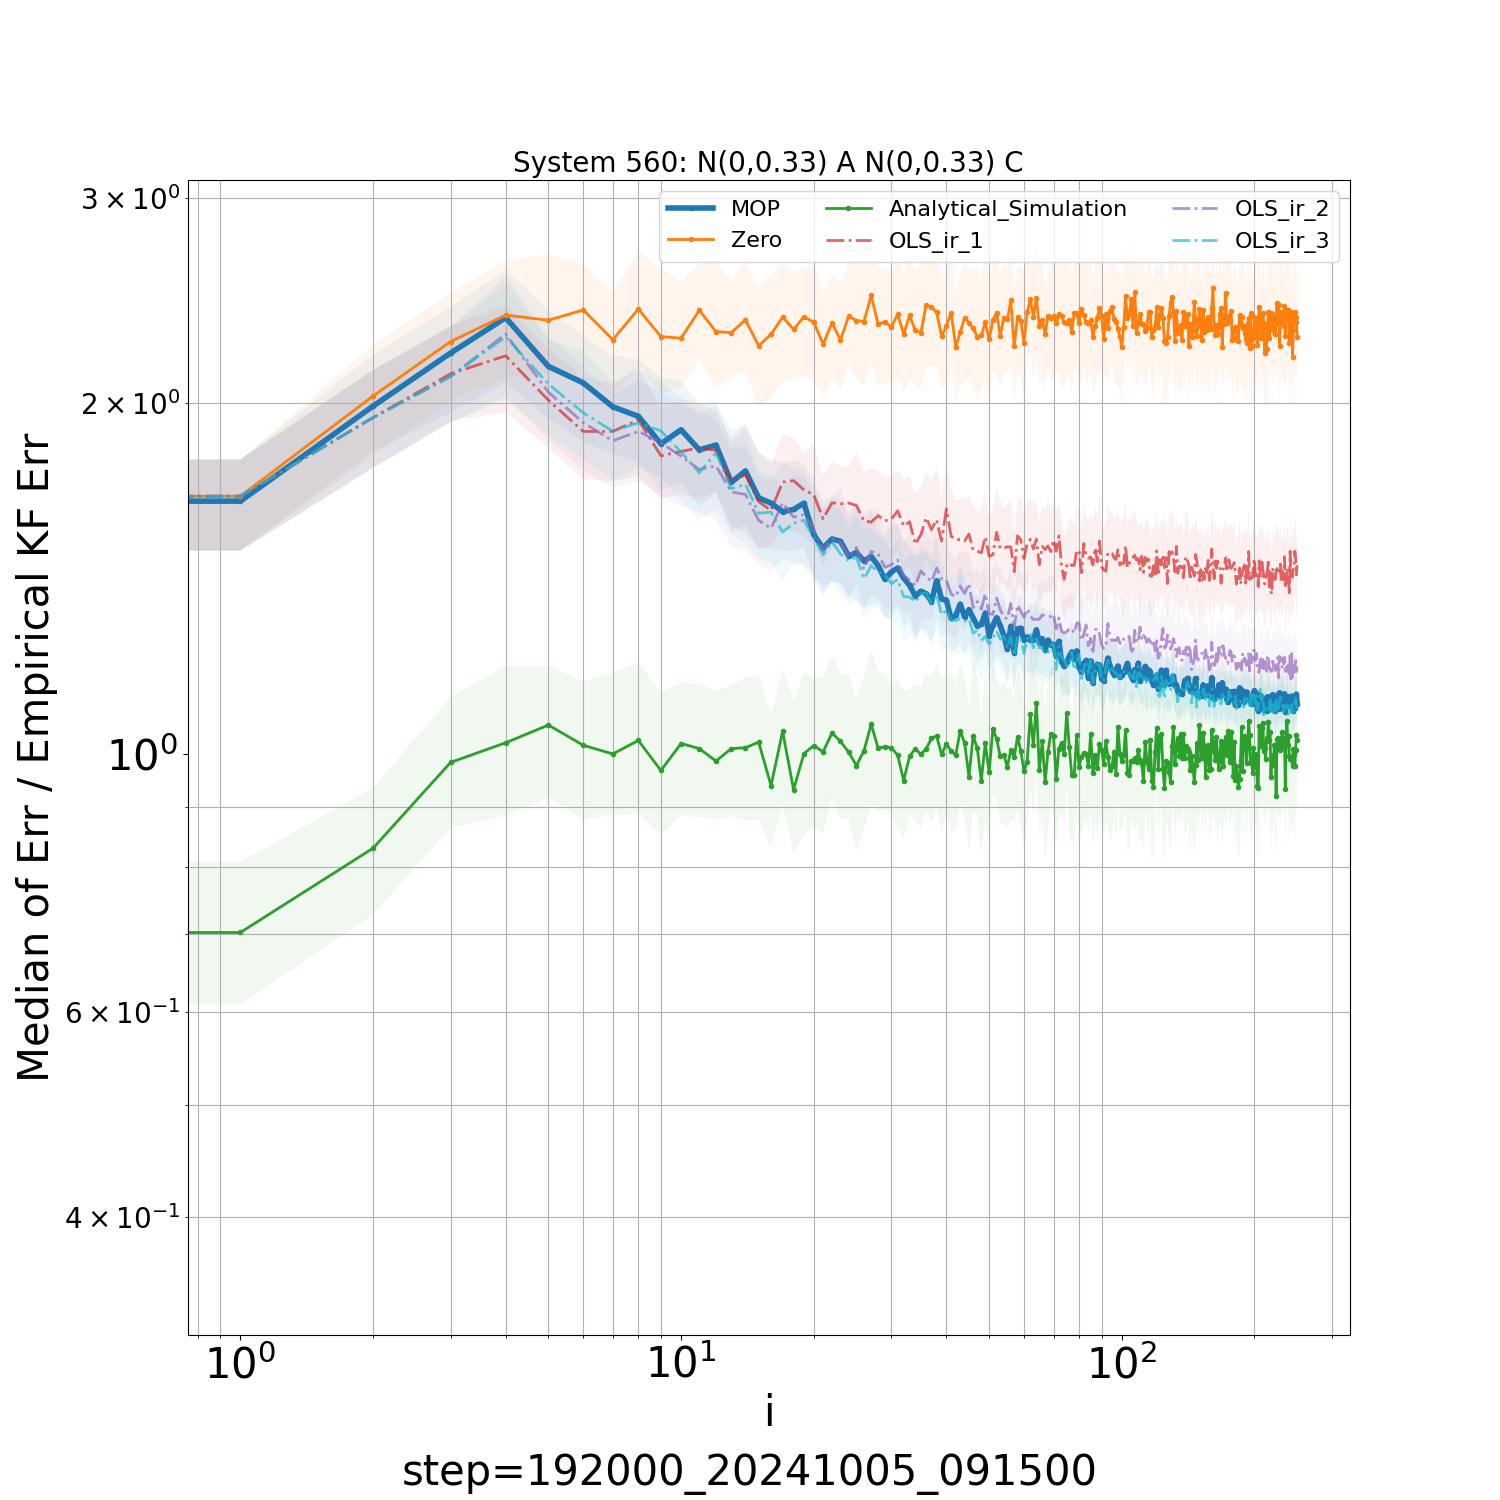 System 560: N(0,0.33) A N(0,0.33) C
MOP
Zero
Analytical_Simulation
OLS_ir_1
OLS_ir_2
OLS_ir_3
3 × 10⁰
2 × 10⁰
10⁰
6 × 10⁻¹
4 × 10⁻¹
Median of Err / Empirical KF Err
10⁰ 10¹ 10²
i
step=192000_20241005_091500